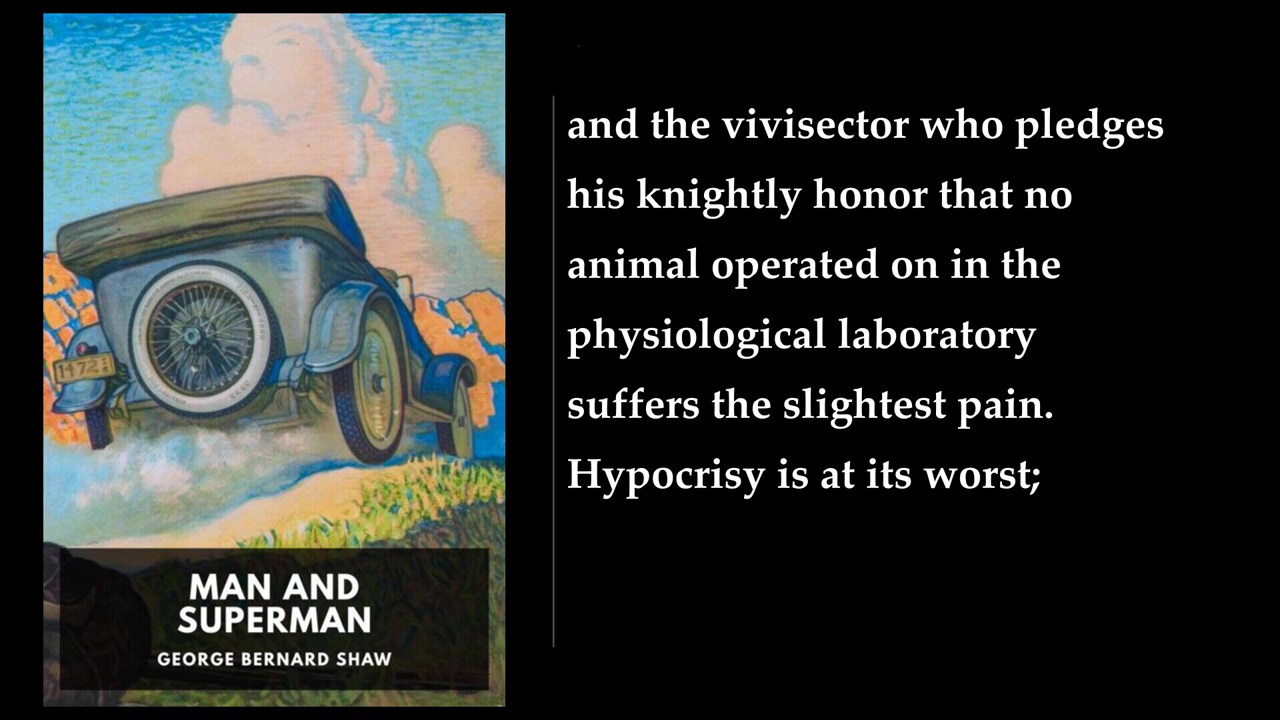 and the vivisector who pledges
his knightly honor that no
animal operated on in the
physiological laboratory
suffers the slightest pain.
Hypocrisy is at its worst;
1472
MAN AND
SUPERMAN
GEORGE BERNARD SHAW